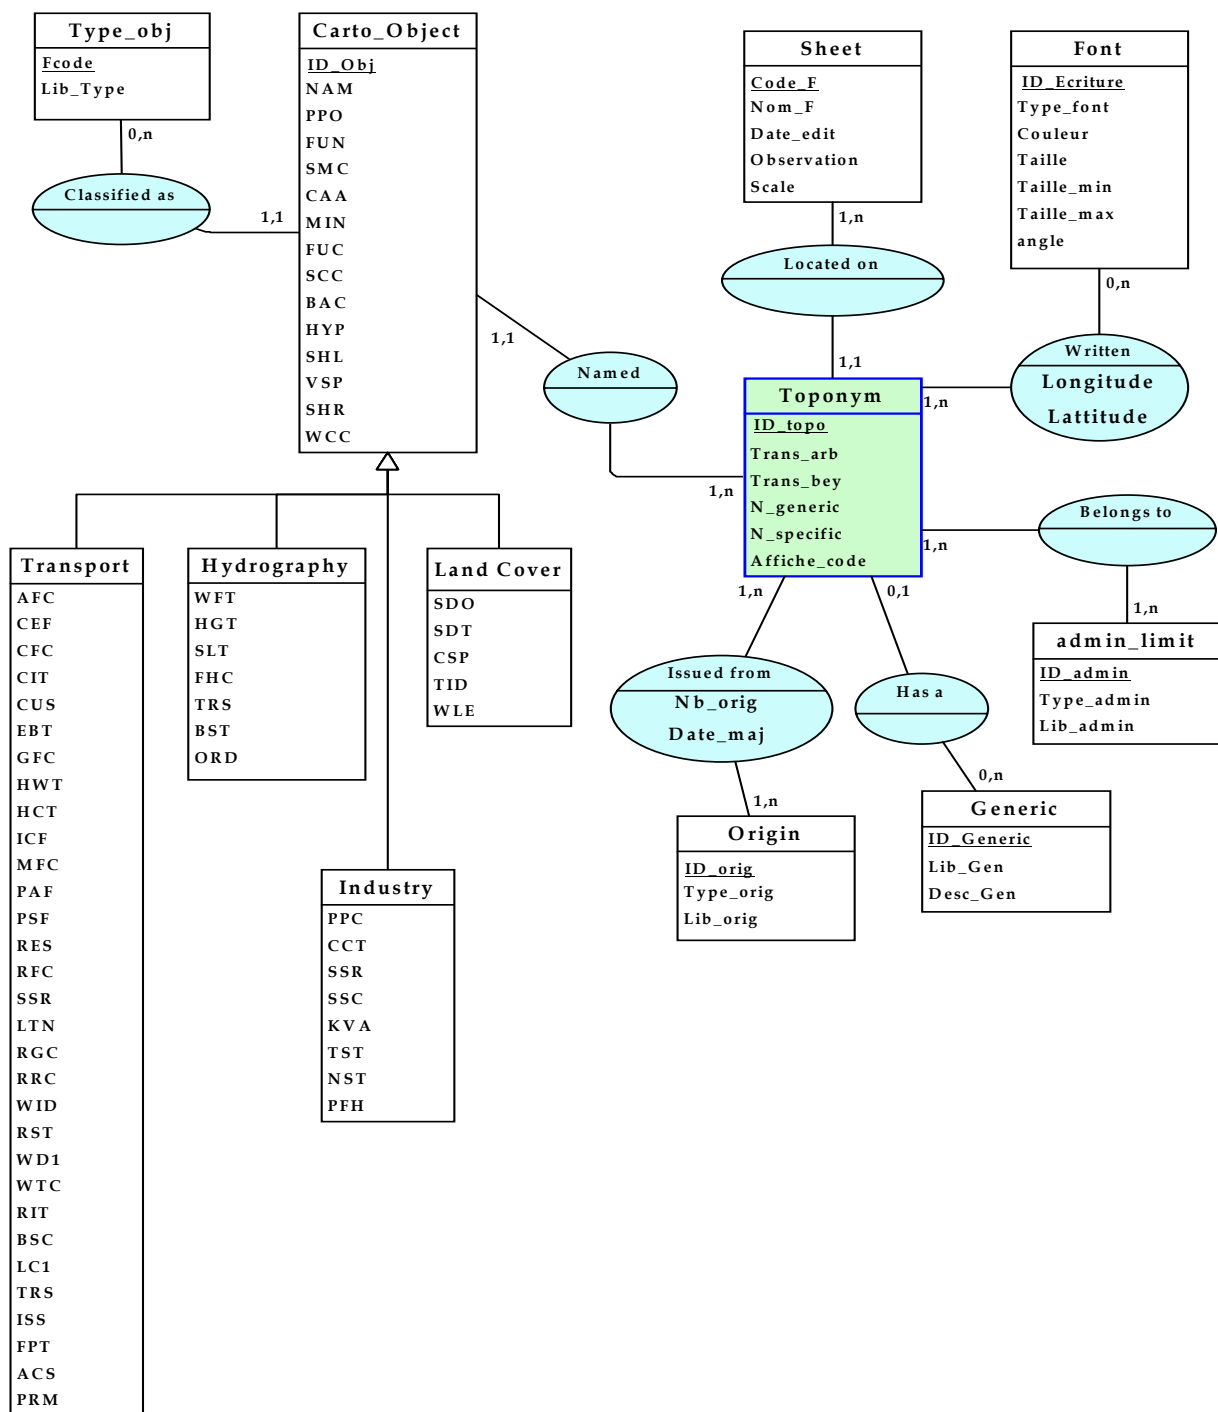 Type_obj
Fcode
Lib_Type
0,n
Classified as
1,1
Carto_Object
ID_Obj
NAM
PPO
FUN
SMC
CAA
MIN
FUC
SCC
BAC
HYP
SHL
VSP
SHR
WCC
1,1
Named
1,n
Sheet
Code_F
Nom_F
Date_edit
Observation
Scale
1,n
Located on
1,1
Font
ID_Ecriture
Type_font
Couleur
Taille
Taille_min
Taille_max
angle
0,n
Written
Longitude
Lattitude
1,n
Toponym
ID_topo
Trans_arb
Trans_bey
N_generic
N_specific
Affiche_code
1,n
Belongs to
1,n
admin_limit
ID_admin
Type_admin
Lib_admin
1,n
Issued from
Nb_orig
Date_maj
1,n
Origin
ID_orig
Type_orig
Lib_orig
0,1
Has a
0,n
Generic
ID_Generic
Lib_Gen
Desc_Gen
Transport
AFC
CEF
CFC
CIT
CUS
EBT
GFC
HWT
HCT
ICF
MFC
PAF
PSF
RES
RFC
SSR
LTN
RGC
RRC
WID
RST
WD1
WTC
RIT
BSC
LC1
TRS
ISS
FPT
ACS
PRM
Hydrography
WFT
HGT
SLT
FHC
TRS
BST
ORD
Land Cover
SDO
SDT
CSP
TID
WLE
Industry
PPC
CCT
SSR
SSC
KVA
TST
NST
PFH